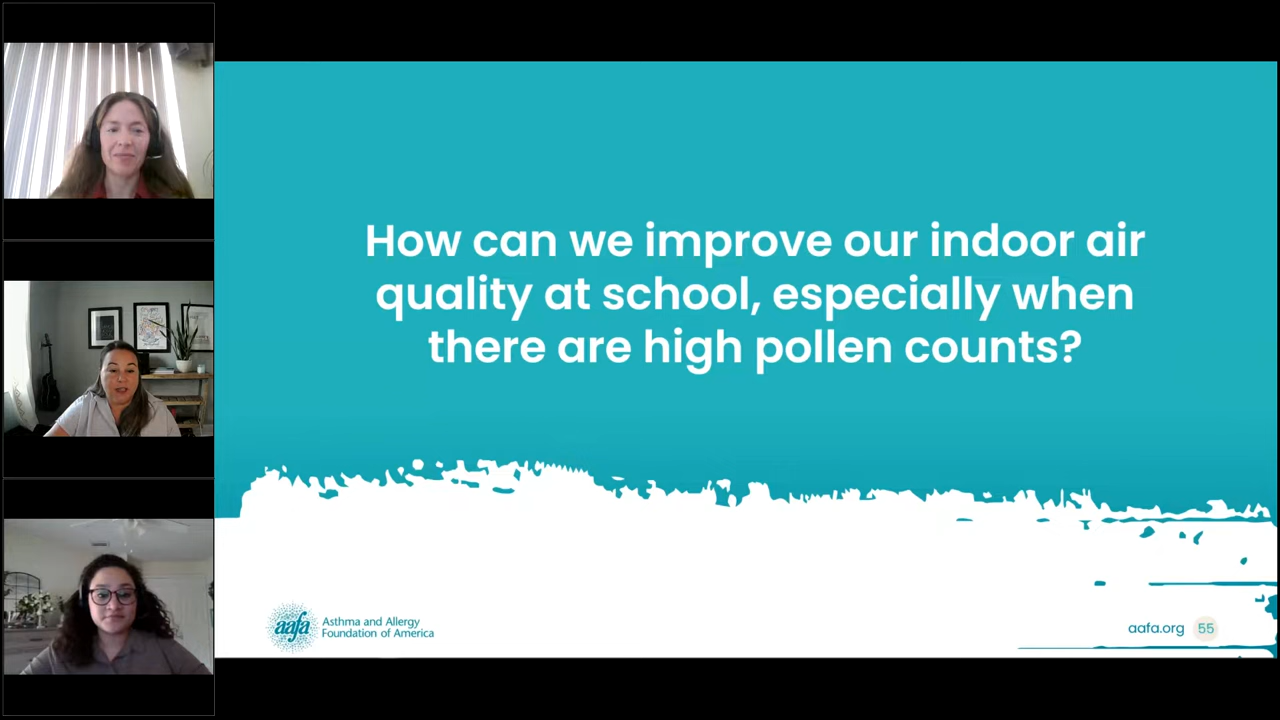 How can we improve our indoor air
quality at school, especially when
there are high pollen counts?
aafa
Asthma and Allergy
Foundation of America
aafa.org 55